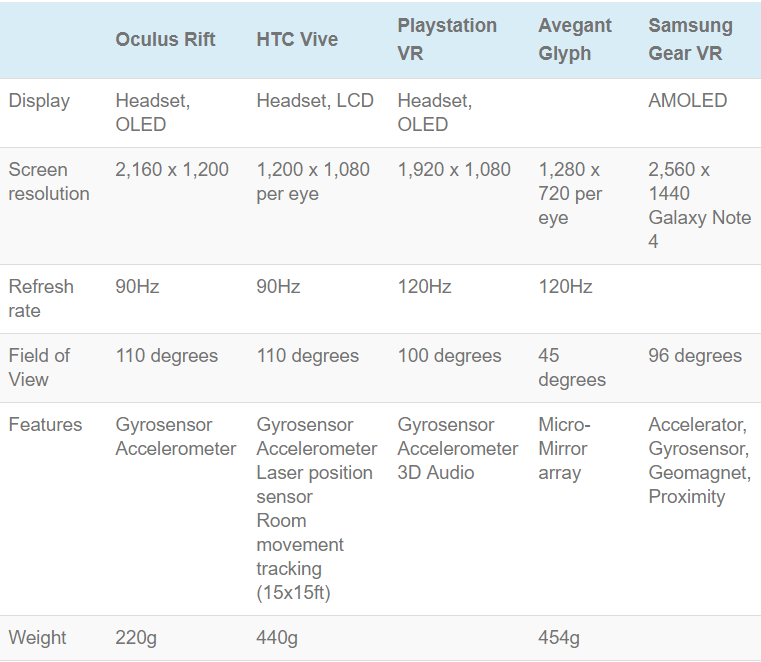 Oculus Rift HTC Vive Playstation VR Avegant Glyph Samsung Gear VR
Display
Headset, OLED
Headset, LCD
Headset, OLED
AMOLED
Screen resolution
2,160 x 1,200
1,200 x 1,080 per eye
1,920 x 1,080
1,280 x 720 per eye
2,560 x 1440 Galaxy Note 4
Refresh rate
90Hz
90Hz
120Hz
120Hz
Field of View
110 degrees
110 degrees
100 degrees
45 degrees
96 degrees
Features
Gyrosensor Accelerometer
Gyrosensor Accelerometer Laser position sensor Room movement tracking (15x15ft)
Gyrosensor Accelerometer 3D Audio
Micro-Mirror array
Accelerator, Gyrosensor, Geomagnet, Proximity
Weight
220g
440g
454g